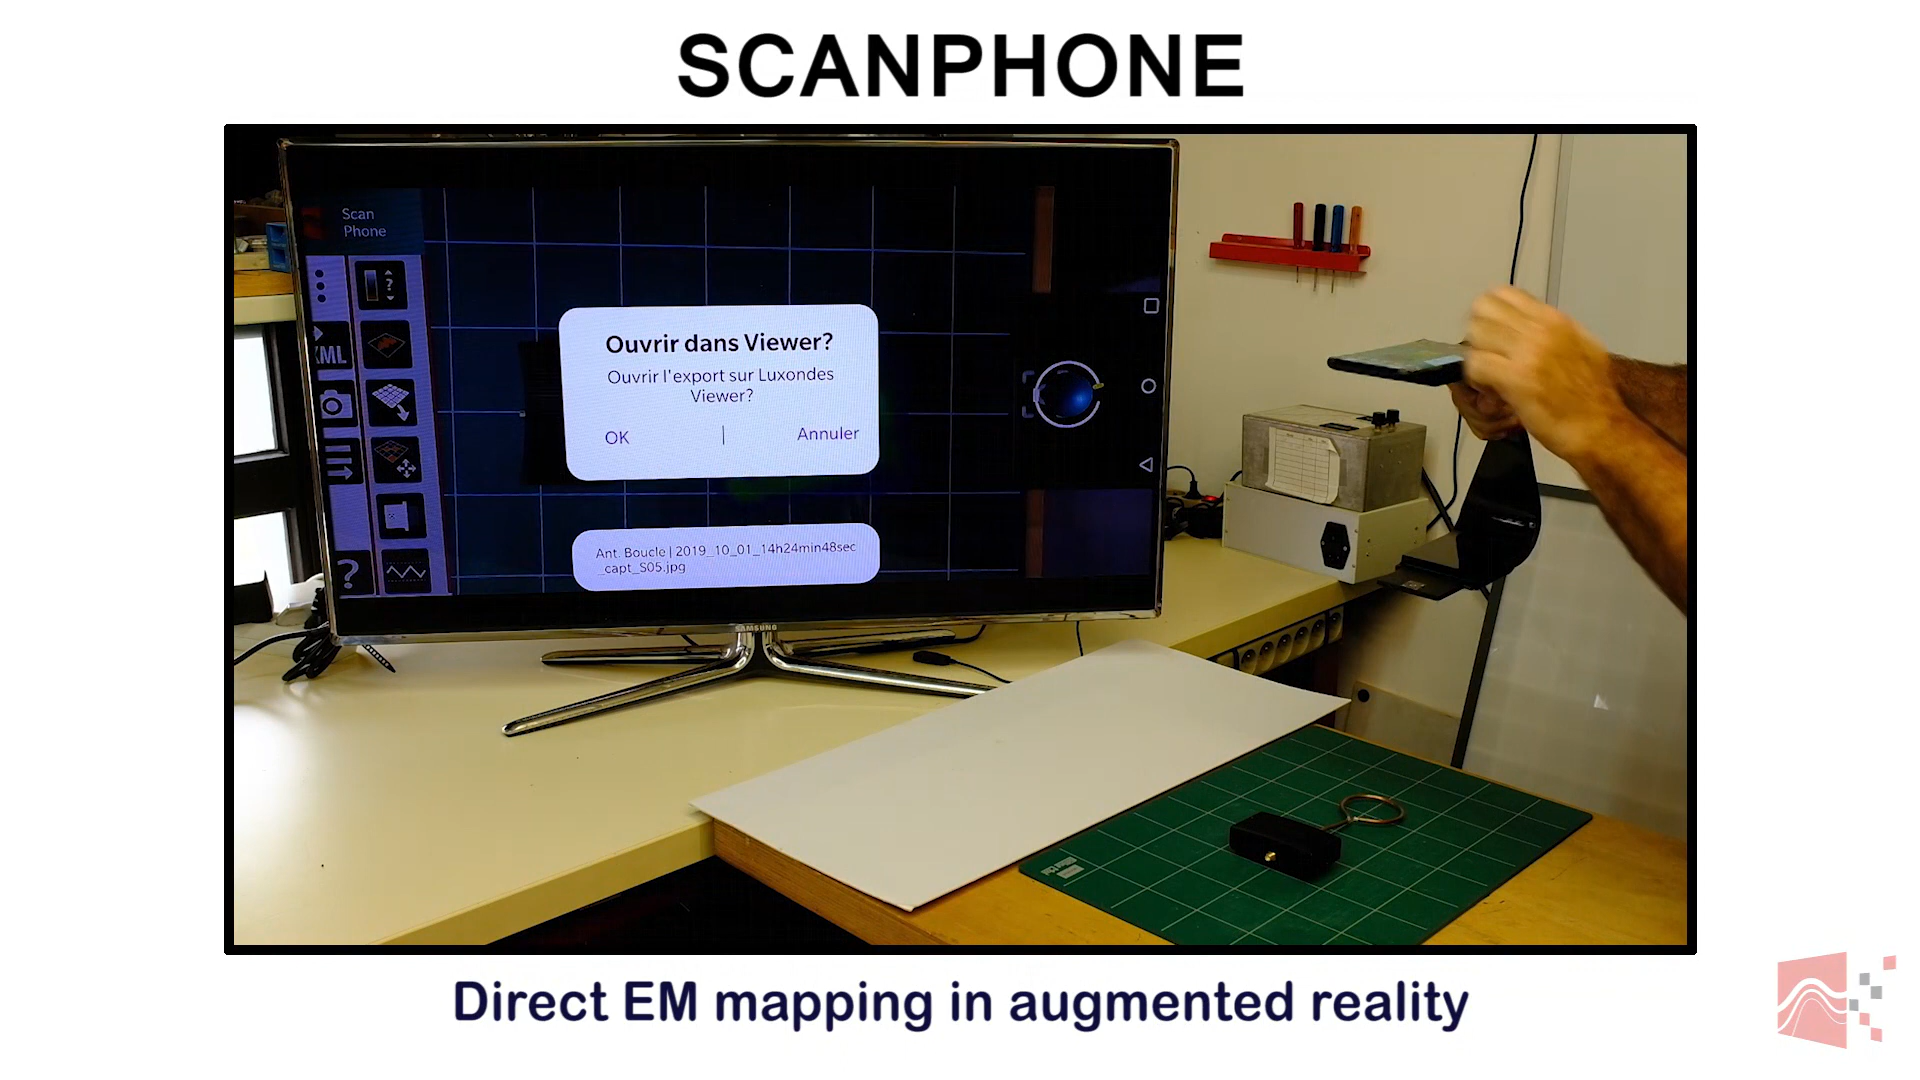 SCANPHONE
Scan
Phone
?
Ouvrir dans Viewer?
Ouvrir l'export sur Luxondes
Viewer?
OK | Annuler
KML
Ant. Boucle | 2019_10_01_14h24min48sec
_capt_S05.jpg
?
SAMSUNG
Direct EM mapping in augmented reality